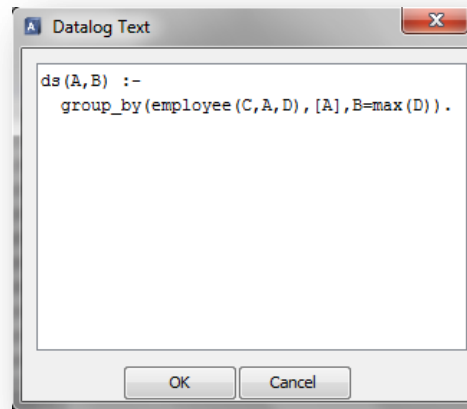 Datalog Text
ds(A,B) :-
  group_by(employee(C,A,D),[A],B=max(D)).
OK Cancel